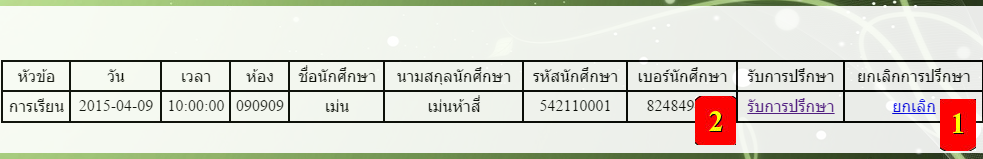 หัวข้อ วัน เวลา ห้อง ชื่อนักศึกษา นามสกุลนักศึกษา รหัสนักศึกษา เบอร์นักศึกษา รับการปรึกษา ยกเลิกการปรึกษา
การเรียน 2015-04-09 10:00:00 090909 เม่น เม่นห้าสี่ 542110001 824849 2 รับการปรึกษา ยกเลิก 1